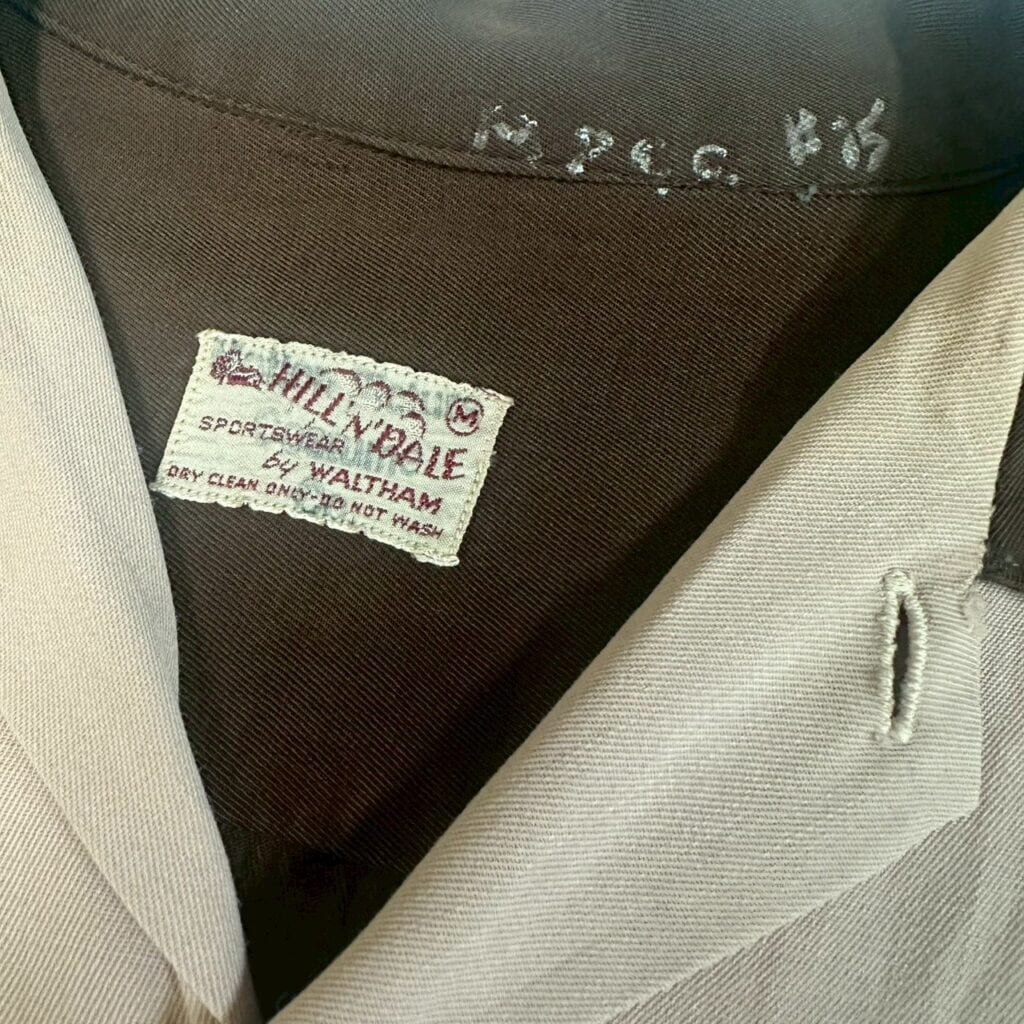 HILL 'N' DALE
M
SPORTSWEAR
by WALTHAM
DRY CLEAN ONLY-DO NOT WASH